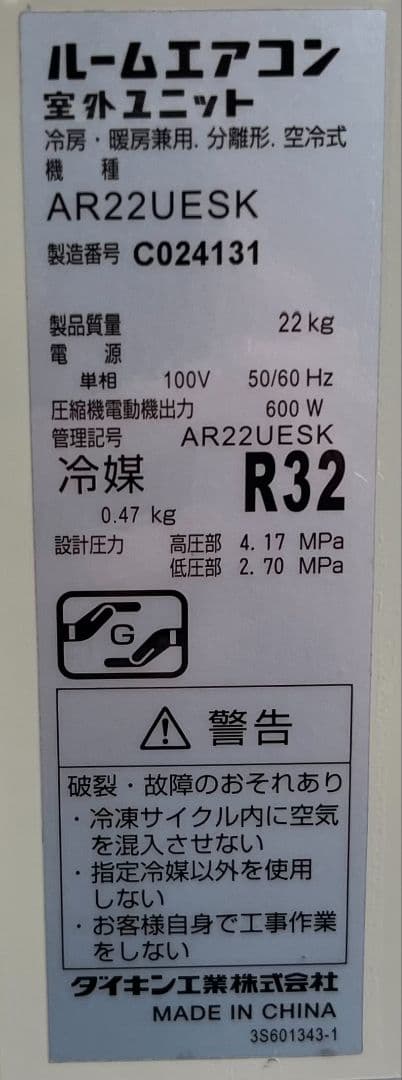 ルームエアコン
室外ユニット
冷房・暖房兼用. 分離形. 空冷式
機 種
AR22UESK
製造番号 C024131
製品質量 22 kg
電 源
単相 100V 50/60 Hz
圧縮機電動機出力 600 W
管理記号 AR22UESK
冷媒 R32
0.47 kg
設計圧力 高圧部 4.17 MPa
低圧部 2.70 MPa
G
警告
破裂・故障のおそれあり
・冷凍サイクル内に空気
を混入させない
・指定冷媒以外を使用
しない
・お客様自身で工事作業
をしない
ダイキン工業株式会社
MADE IN CHINA
3S601343-1